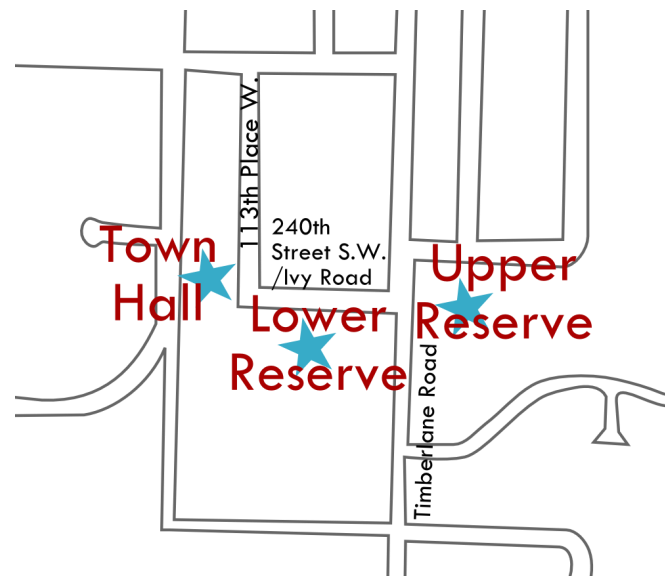 113th Place W.
240th
Street S.W.
/Ivy Road
Town
Hall
Lower
Reserve
Upper
Reserve
Timberlane Road